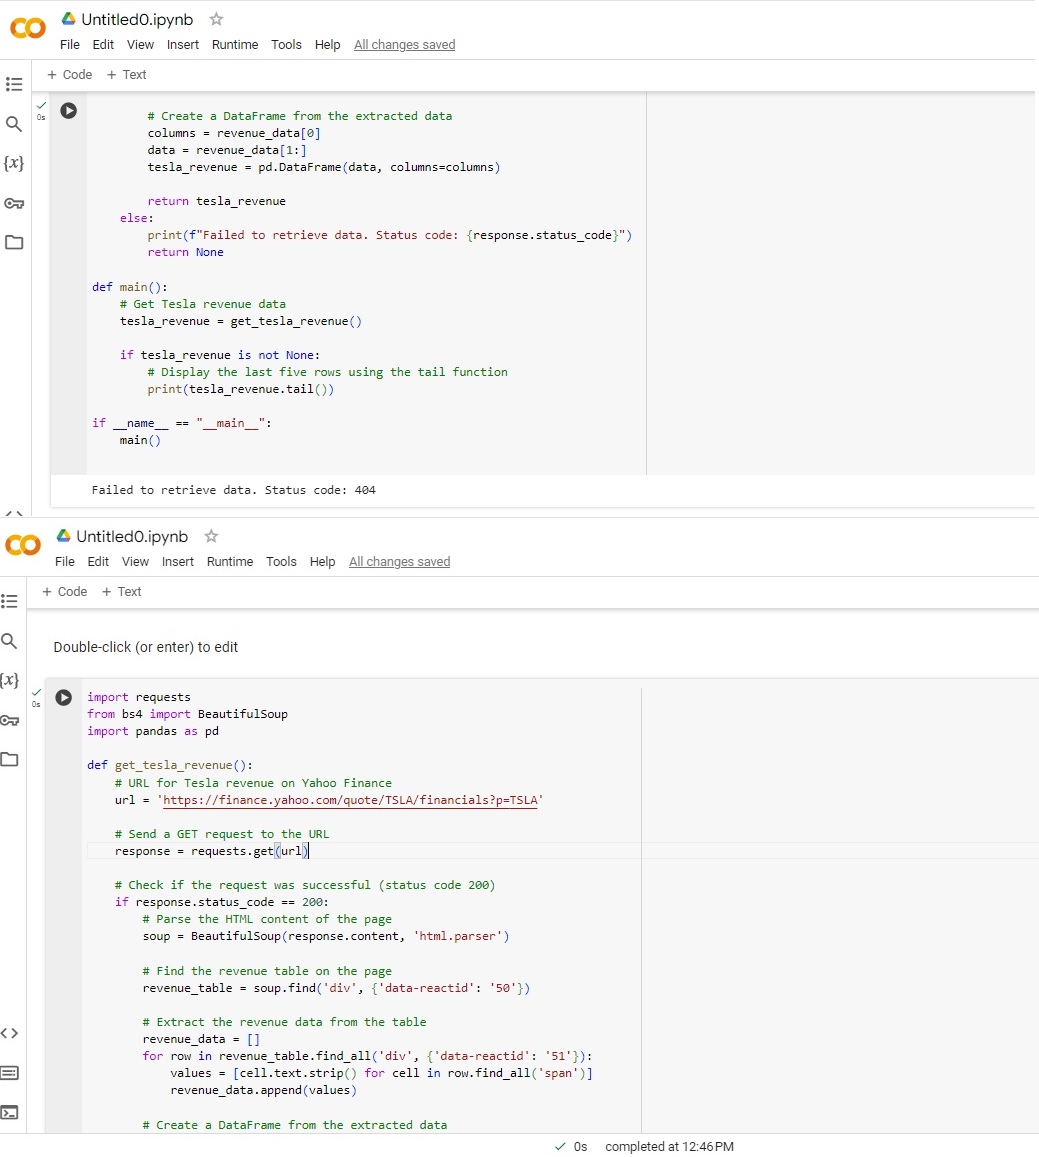 Untitled0.ipynb
File Edit View Insert Runtime Tools Help All changes saved
+ Code + Text
0s
# Create a DataFrame from the extracted data
columns = revenue_data[0]
data = revenue_data[1:]
tesla_revenue = pd.DataFrame(data, columns=columns)
return tesla_revenue
else:
print(f"Failed to retrieve data. Status code: {response.status_code}")
return None
def main():
# Get Tesla revenue data
tesla_revenue = get_tesla_revenue()
if tesla_revenue is not None:
# Display the last five rows using the tail function
print(tesla_revenue.tail())
if __name__ == "__main__":
main()
Failed to retrieve data. Status code: 404
Untitled0.ipynb
File Edit View Insert Runtime Tools Help All changes saved
+ Code + Text
Double-click (or enter) to edit
0s
import requests
from bs4 import BeautifulSoup
import pandas as pd
def get_tesla_revenue():
# URL for Tesla revenue on Yahoo Finance
url = 'https://finance.yahoo.com/quote/TSLA/financials?p=TSLA'
# Send a GET request to the URL
response = requests.get(url)
# Check if the request was successful (status code 200)
if response.status_code == 200:
# Parse the HTML content of the page
soup = BeautifulSoup(response.content, 'html.parser')
# Find the revenue table on the page
revenue_table = soup.find('div', {'data-reactid': '50'})
# Extract the revenue data from the table
revenue_data = []
for row in revenue_table.find_all('div', {'data-reactid': '51'}):
values = [cell.text.strip() for cell in row.find_all('span')]
revenue_data.append(values)
# Create a DataFrame from the extracted data
0s completed at 12:46 PM